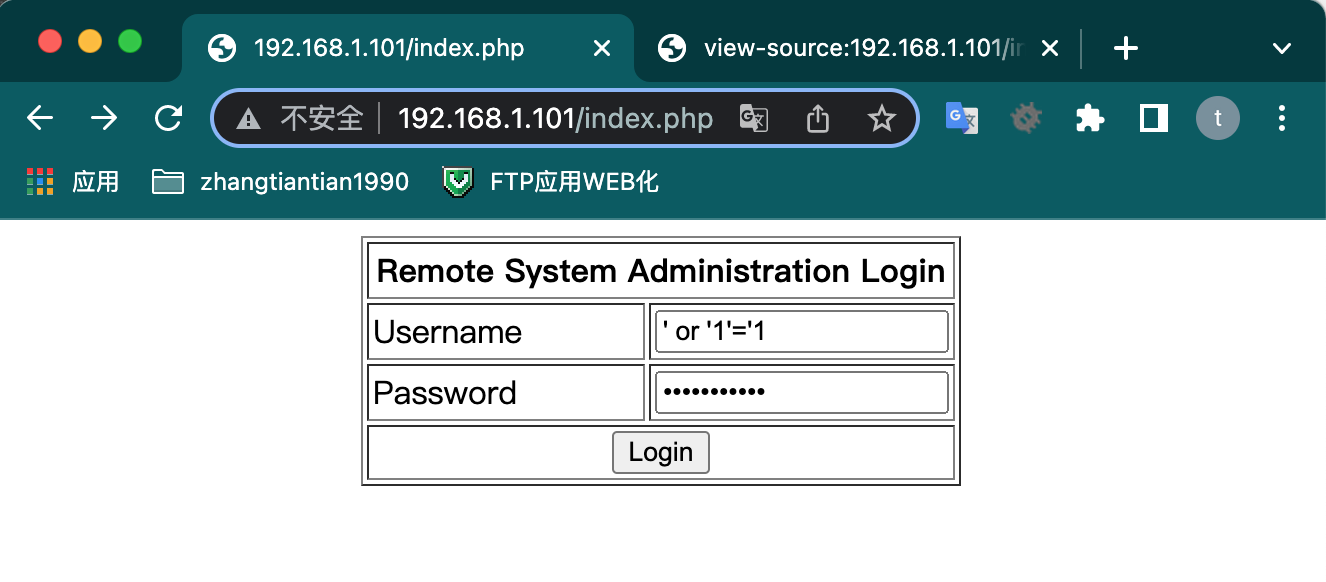 192.168.1.101/index.php
view-source:192.168.1.101/ir
不安全 192.168.1.101/index.php
t
应用 zhangtiantian1990 FTP应用WEB化
Remote System Administration Login
Username ' or '1'='1
Password •••••••••••
Login